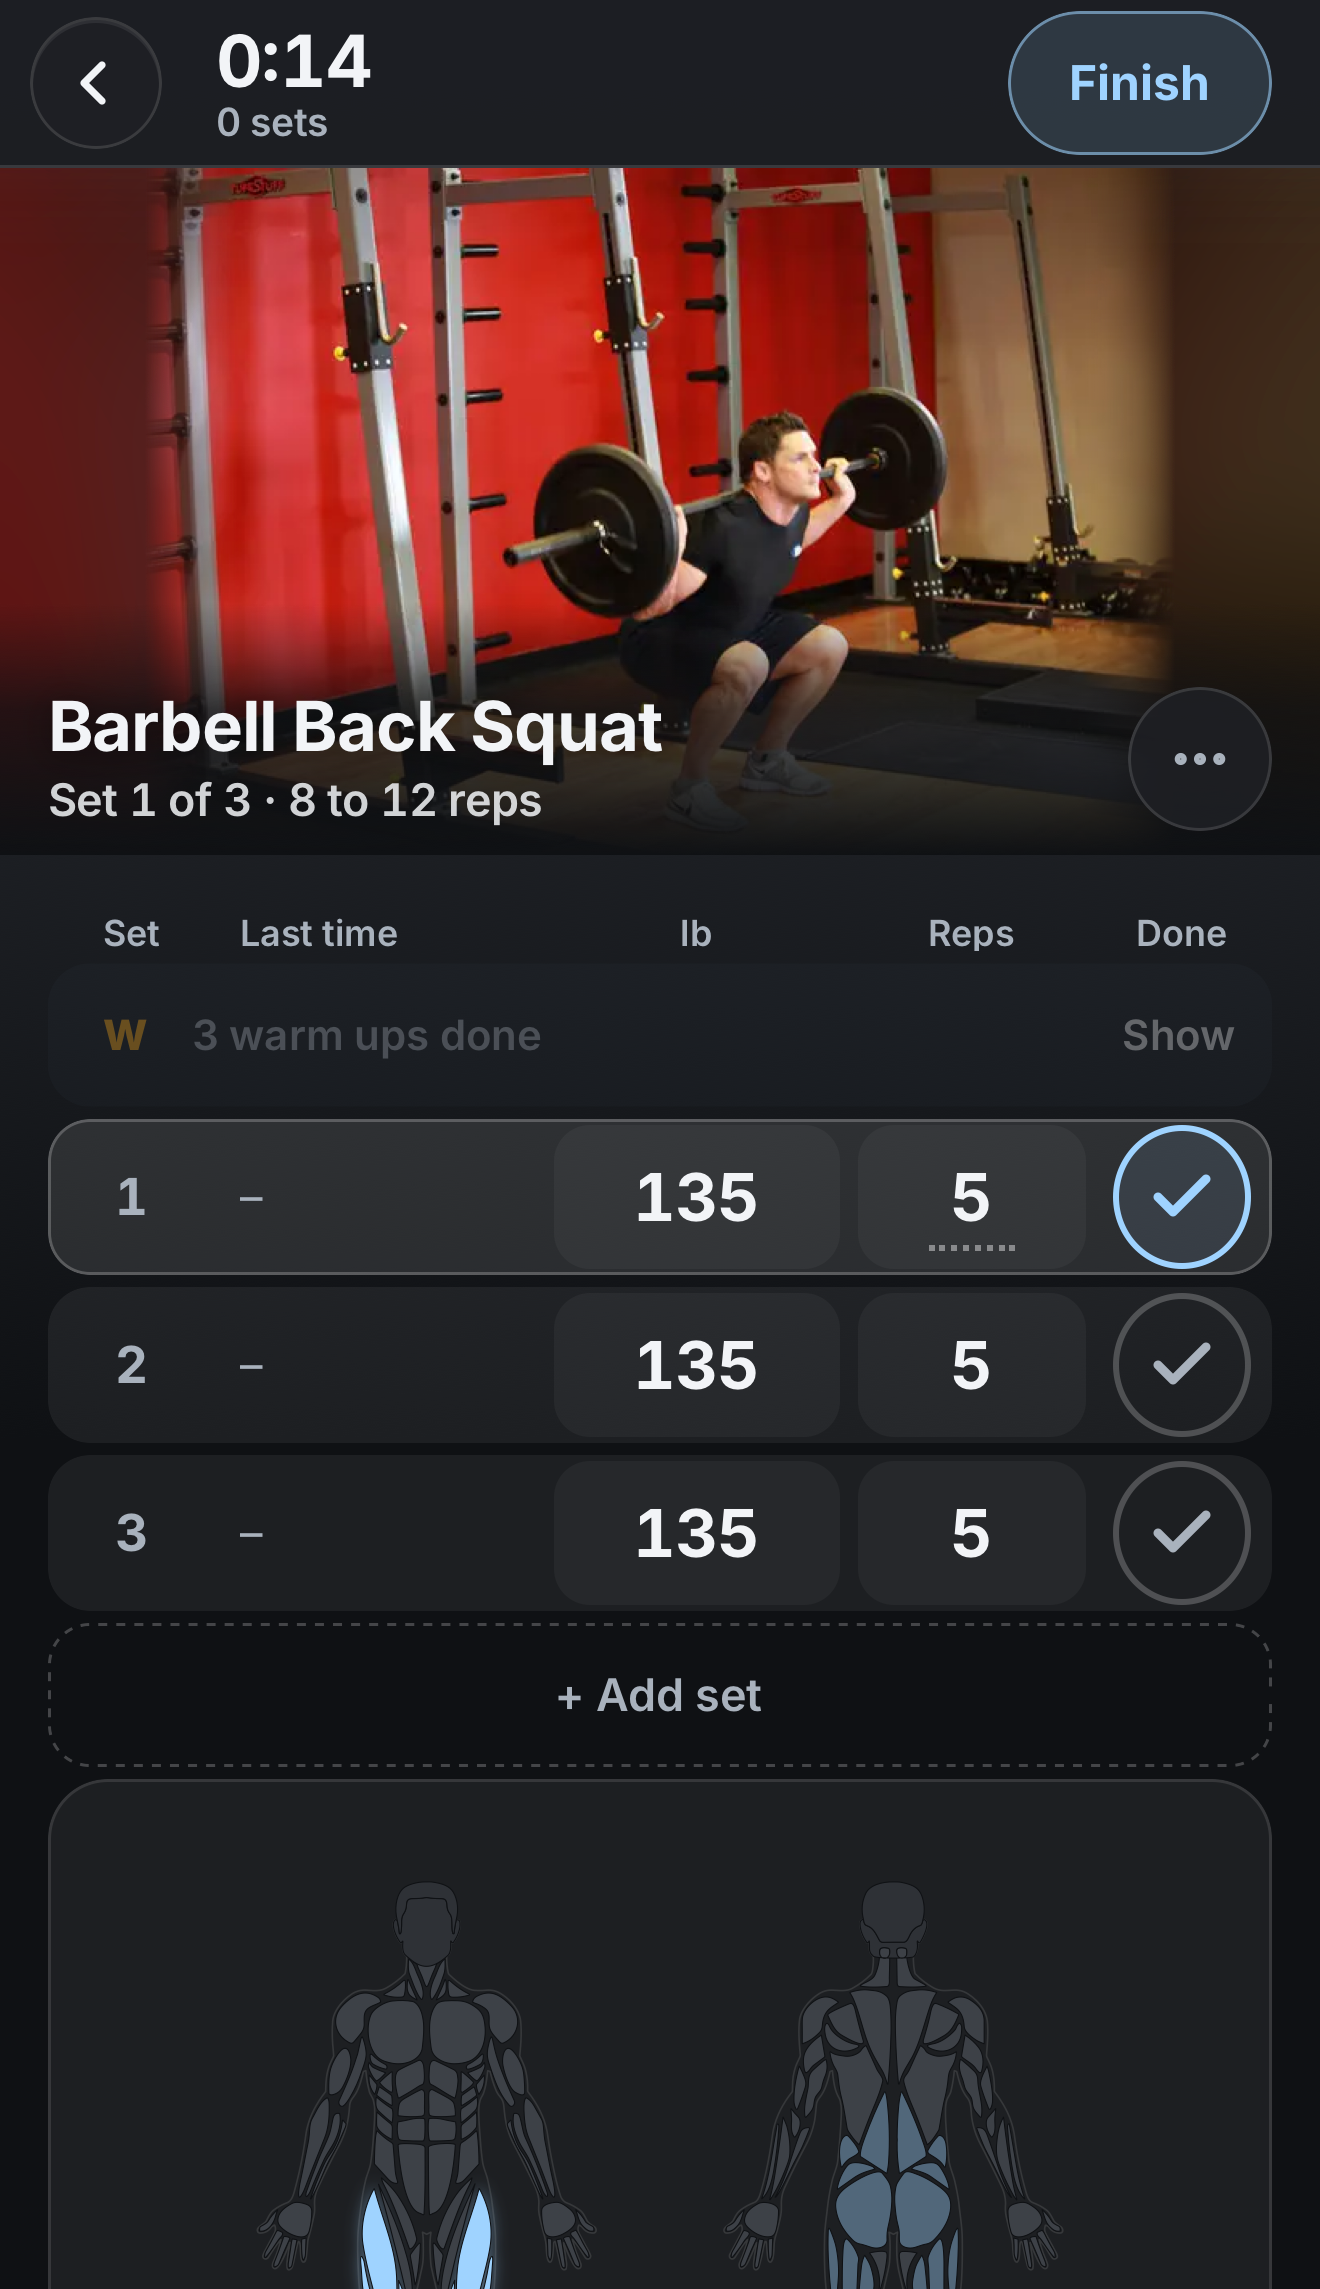 0:14
0 sets
Finish
Barbell Back Squat
Set 1 of 3 · 8 to 12 reps
Set Last time lb Reps Done
W 3 warm ups done Show
1 – 135 5
2 – 135 5
3 – 135 5
+ Add set